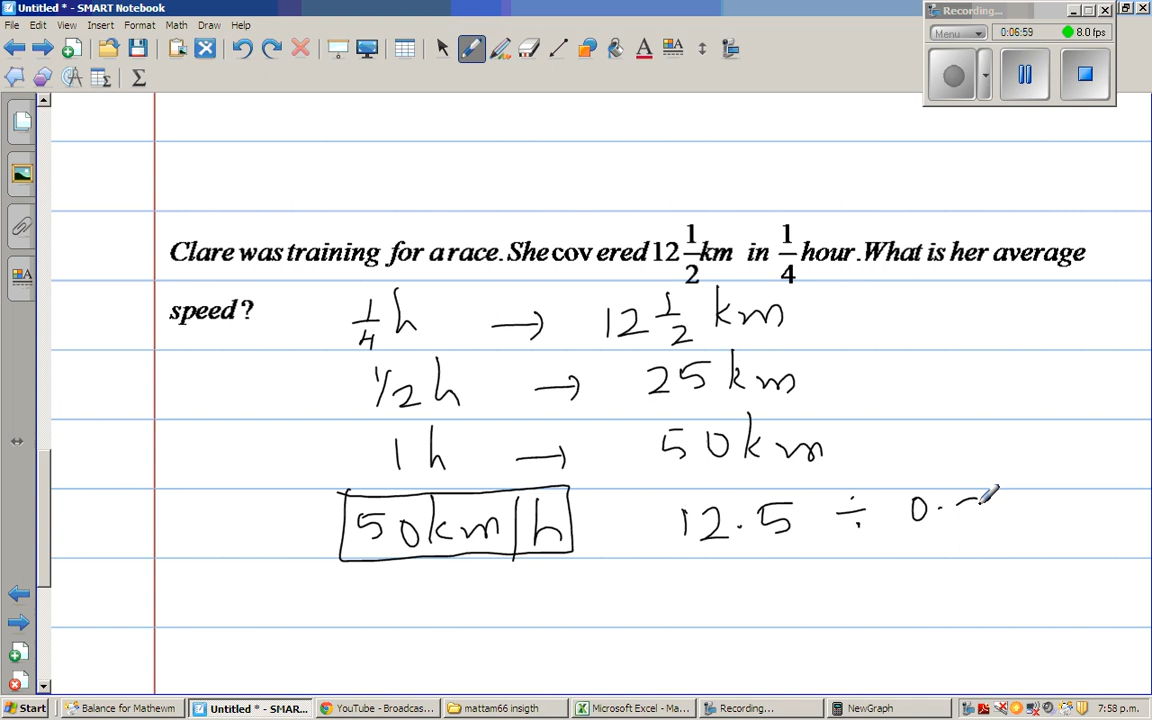 Untitled * - SMART Notebook
File Edit View Insert Format Math Draw Help
Recording...
Menu 0:06:59 8.0 fps
Clare was training for a race. She covered 12 1/2 km in 1/4 hour. What is her average
speed ?
1/4 h → 12 1/2 km
1/2 h → 25 km
1 h → 50 km
50 km/h 12.5 ÷ 0.
Start Balance for Mathewm Untitled * - SMAR... YouTube - Broadcas... mattam66 insigth Microsoft Excel - Ma... Recording... NewGraph 7:58 p.m.